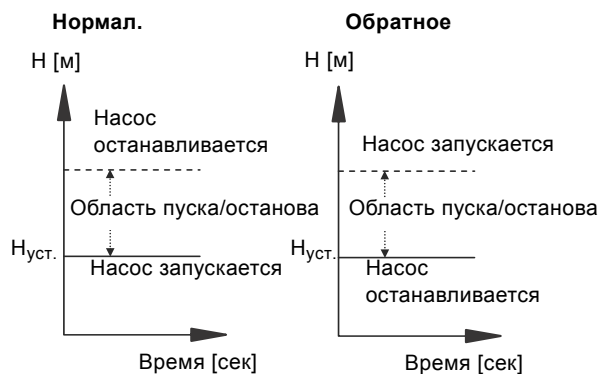 Нормал.
H [м]
Насос
останавливается
Область пуска/останова
Hуст.
Насос запускается
Время [сек]
Обратное
H [м]
Насос запускается
Область пуска/останова
Hуст.
Насос
останавливается
Время [сек]